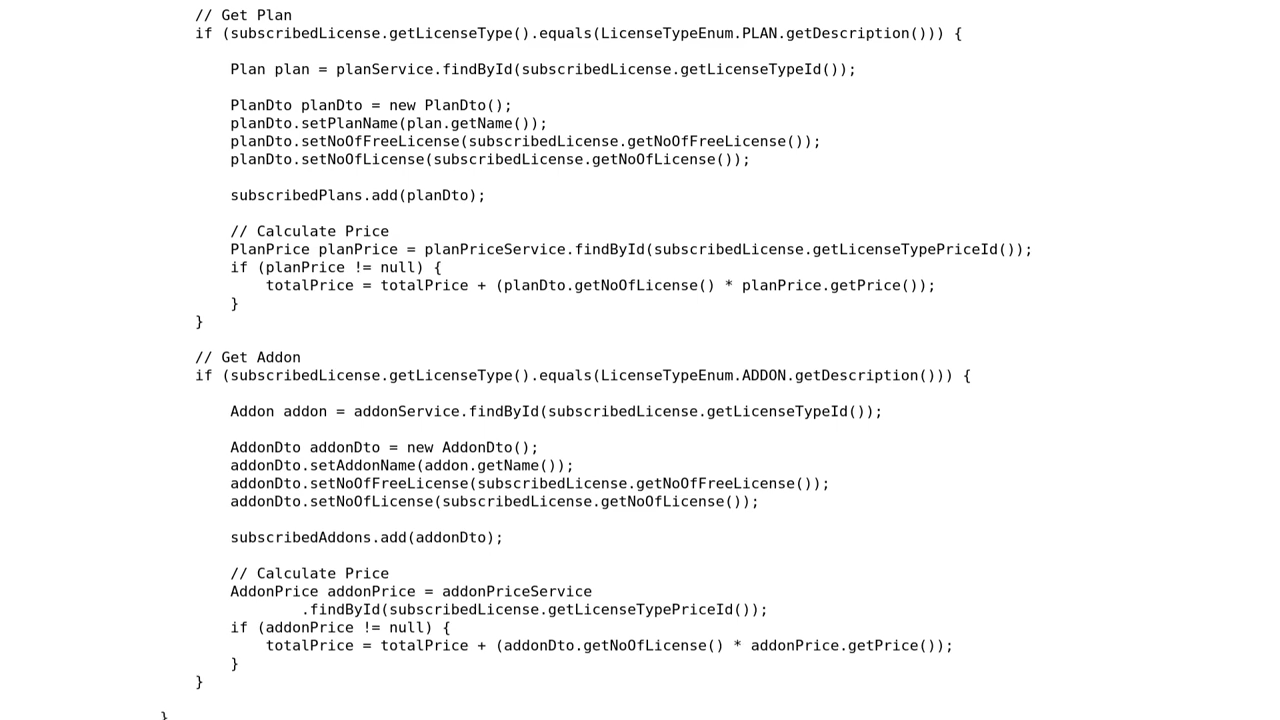 // Get Plan
if (subscribedLicense.getLicenseType().equals(LicenseTypeEnum.PLAN.getDescription())) {
Plan plan = planService.findById(subscribedLicense.getLicenseTypeId());
PlanDto planDto = new PlanDto();
planDto.setPlanName(plan.getName());
planDto.setNoOfFreeLicense(subscribedLicense.getNoOfFreeLicense());
planDto.setNoOfLicense(subscribedLicense.getNoOfLicense());
subscribedPlans.add(planDto);
// Calculate Price
PlanPrice planPrice = planPriceService.findById(subscribedLicense.getLicenseTypePriceId());
if (planPrice != null) {
totalPrice = totalPrice + (planDto.getNoOfLicense() * planPrice.getPrice());
}
}
// Get Addon
if (subscribedLicense.getLicenseType().equals(LicenseTypeEnum.ADDON.getDescription())) {
Addon addon = addonService.findById(subscribedLicense.getLicenseTypeId());
AddonDto addonDto = new AddonDto();
addonDto.setAddonName(addon.getName());
addonDto.setNoOfFreeLicense(subscribedLicense.getNoOfFreeLicense());
addonDto.setNoOfLicense(subscribedLicense.getNoOfLicense());
subscribedAddons.add(addonDto);
// Calculate Price
AddonPrice addonPrice = addonPriceService
.findById(subscribedLicense.getLicenseTypePriceId());
if (addonPrice != null) {
totalPrice = totalPrice + (addonDto.getNoOfLicense() * addonPrice.getPrice());
}
}
}